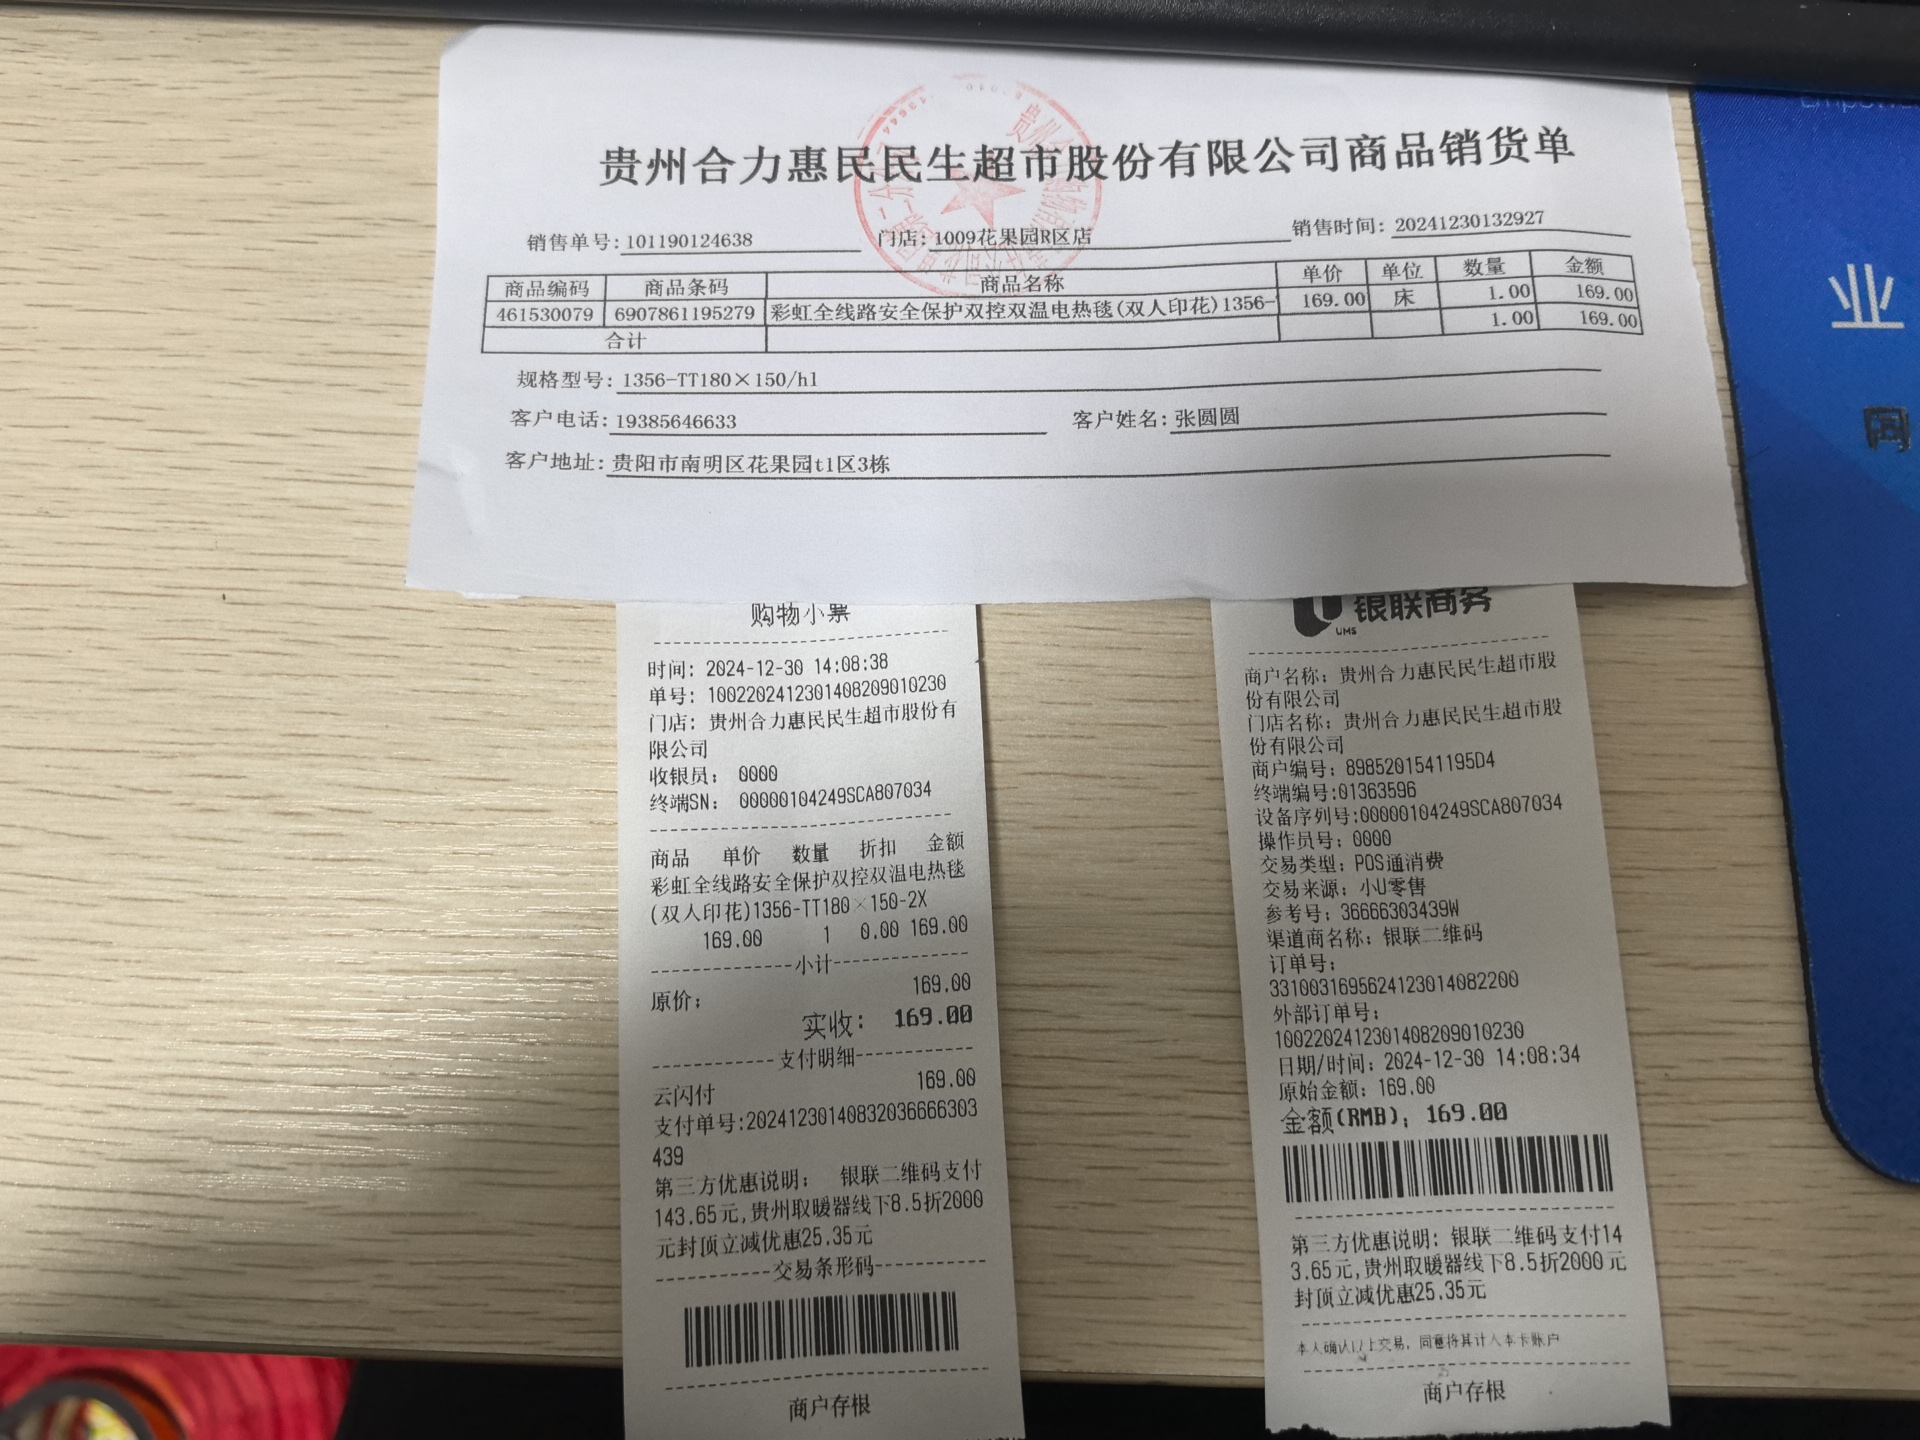 贵州合力惠民民生超市股份有限公司商品销货单
销售单号: 101190124638 门店: 1009花果园R区店 销售时间: 20241230132927
商品编码 商品条码 商品名称 单价 单位 数量 金额
461530079 6907861195279 彩虹全线路安全保护双控双温电热毯(双人印花)1356- 169.00 床 1.00 169.00
合计 1.00 169.00
规格型号: 1356-TT180×150/hl
客户电话: 19385646633 客户姓名: 张圆圆
客户地址: 贵阳市南明区花果园t1区3栋
购物小票
时间: 2024-12-30 14:08:38
单号: 1002202412301408209010230
门店: 贵州合力惠民民生超市股份有
限公司
收银员: 0000
终端SN: 00000104249SCA807034
商品 单价 数量 折扣 金额
彩虹全线路安全保护双控双温电热毯
(双人印花)1356-TT180×150-2X
169.00 1 0.00 169.00
小计
原价: 169.00
实收: 169.00
支付明细
云闪付 169.00
支付单号:20241230140832036666303
439
第三方优惠说明: 银联二维码支付
143.65元,贵州取暖器线下8.5折2000
元封顶立减优惠25.35元
交易条形码
商户存根
银联商务
UMS
商户名称: 贵州合力惠民民生超市股
份有限公司
门店名称: 贵州合力惠民民生超市股
份有限公司
商户编号: 8985201541195D4
终端编号:01363596
设备序列号:00000104249SCA807034
操作员号: 0000
交易类型: POS通消费
交易来源: 小U零售
参考号: 36666303439W
渠道商名称: 银联二维码
订单号:
33100316956241230140822​00
外部订单号:
1002202412301408209010230
日期/时间: 2024-12-30 14:08:34
原始金额: 169.00
金额(RMB): 169.00
第三方优惠说明: 银联二维码支付14
3.65元,贵州取暖器线下8.5折2000元
封顶立减优惠25.35元
本人确认以上交易, 同意将其计入本卡账户
商户存根
业
同